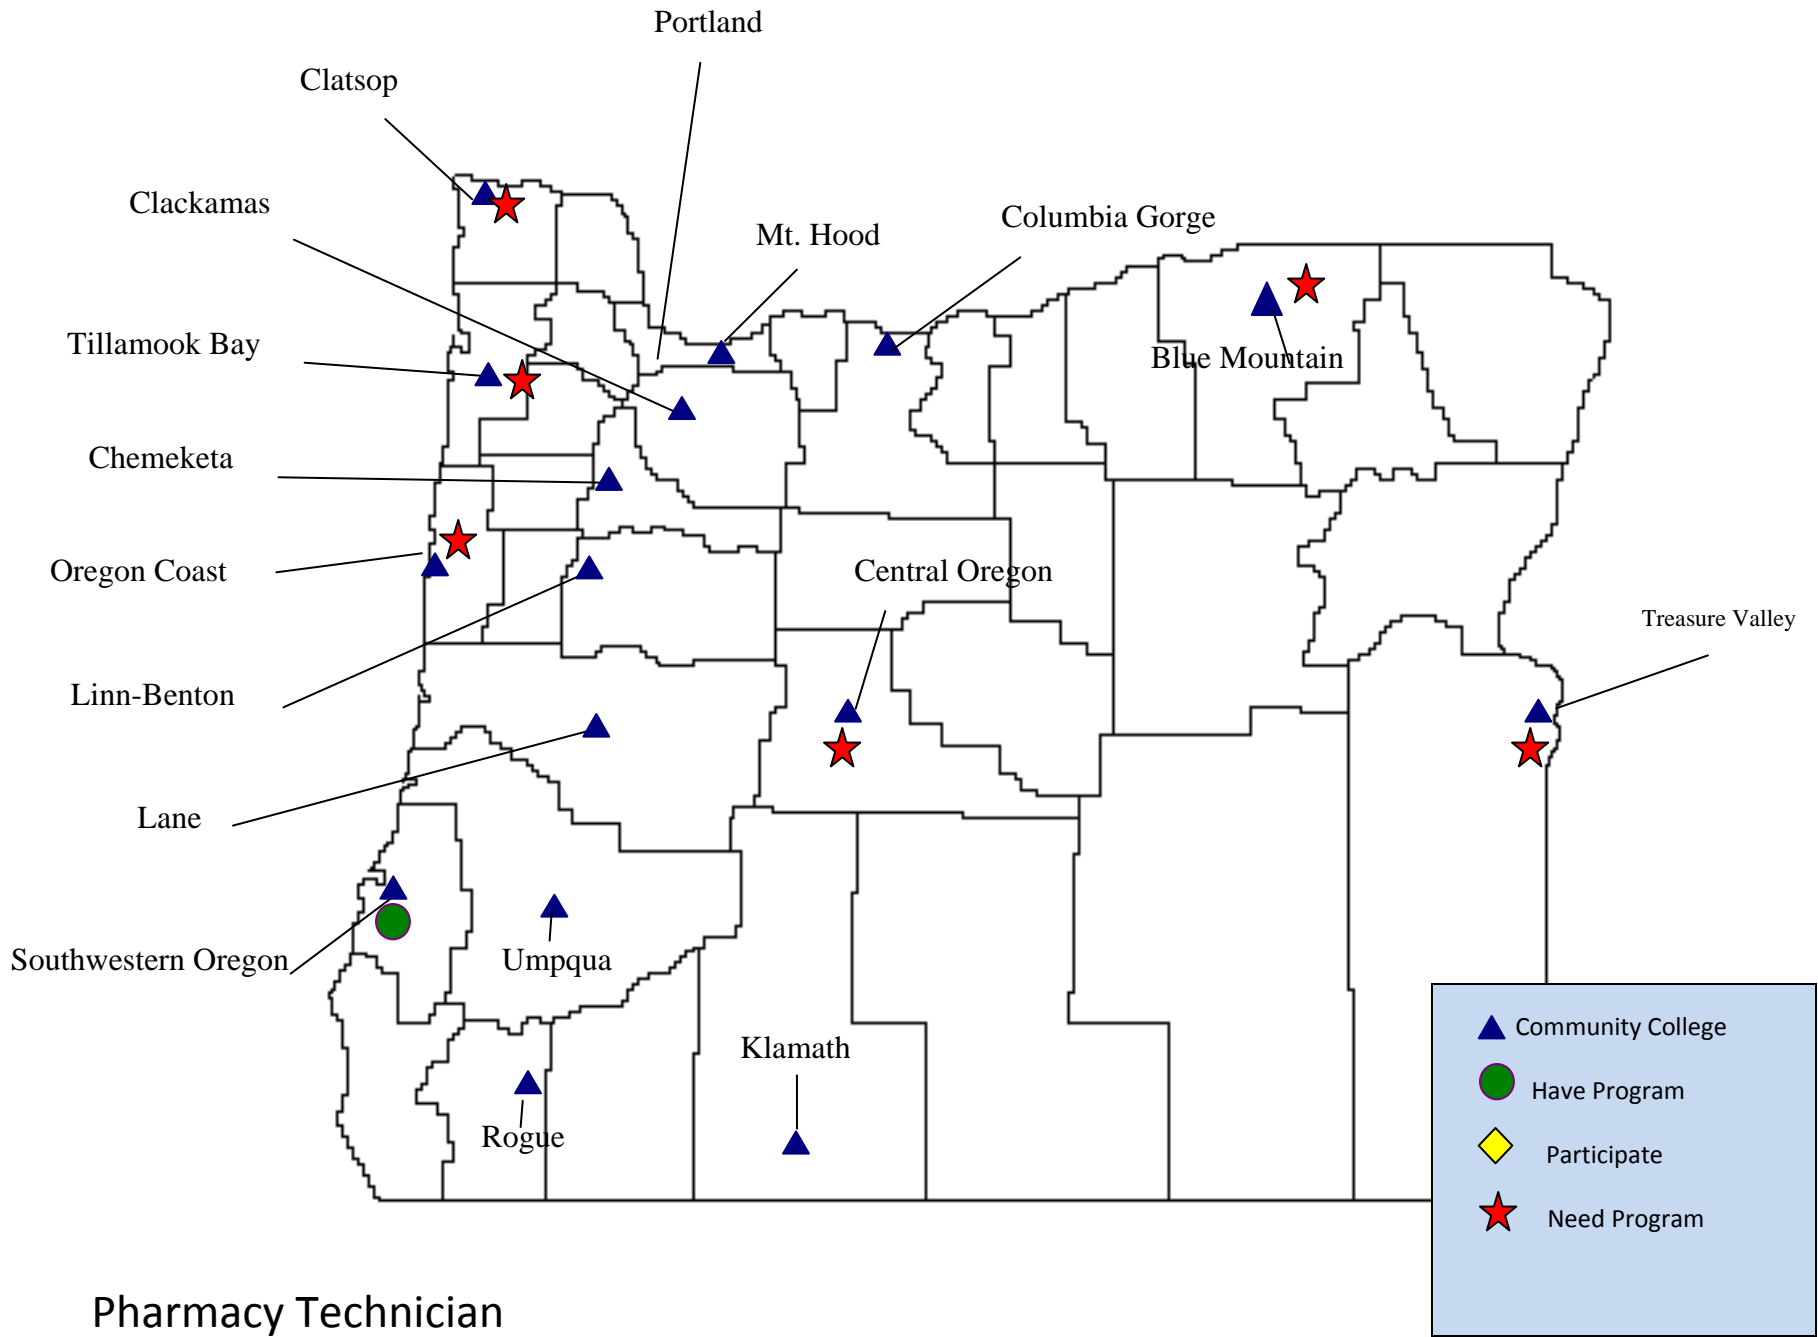 Portland
Clatsop
Clackamas
Mt. Hood
Columbia Gorge
Tillamook Bay
Blue Mountain
Chemeketa
Oregon Coast
Central Oregon
Treasure Valley
Linn-Benton
Lane
Southwestern Oregon
Umpqua
Klamath
Rogue
Community College
Have Program
Participate
Need Program
Pharmacy Technician